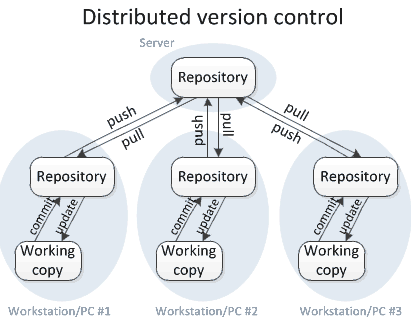 Distributed version control
Server
Repository
push
pull
push
pull
pull
push
Repository
Repository
Repository
commit
update
commit
update
commit
update
Working
copy
Working
copy
Working
copy
Workstation/PC #1
Workstation/PC #2
Workstation/PC #3